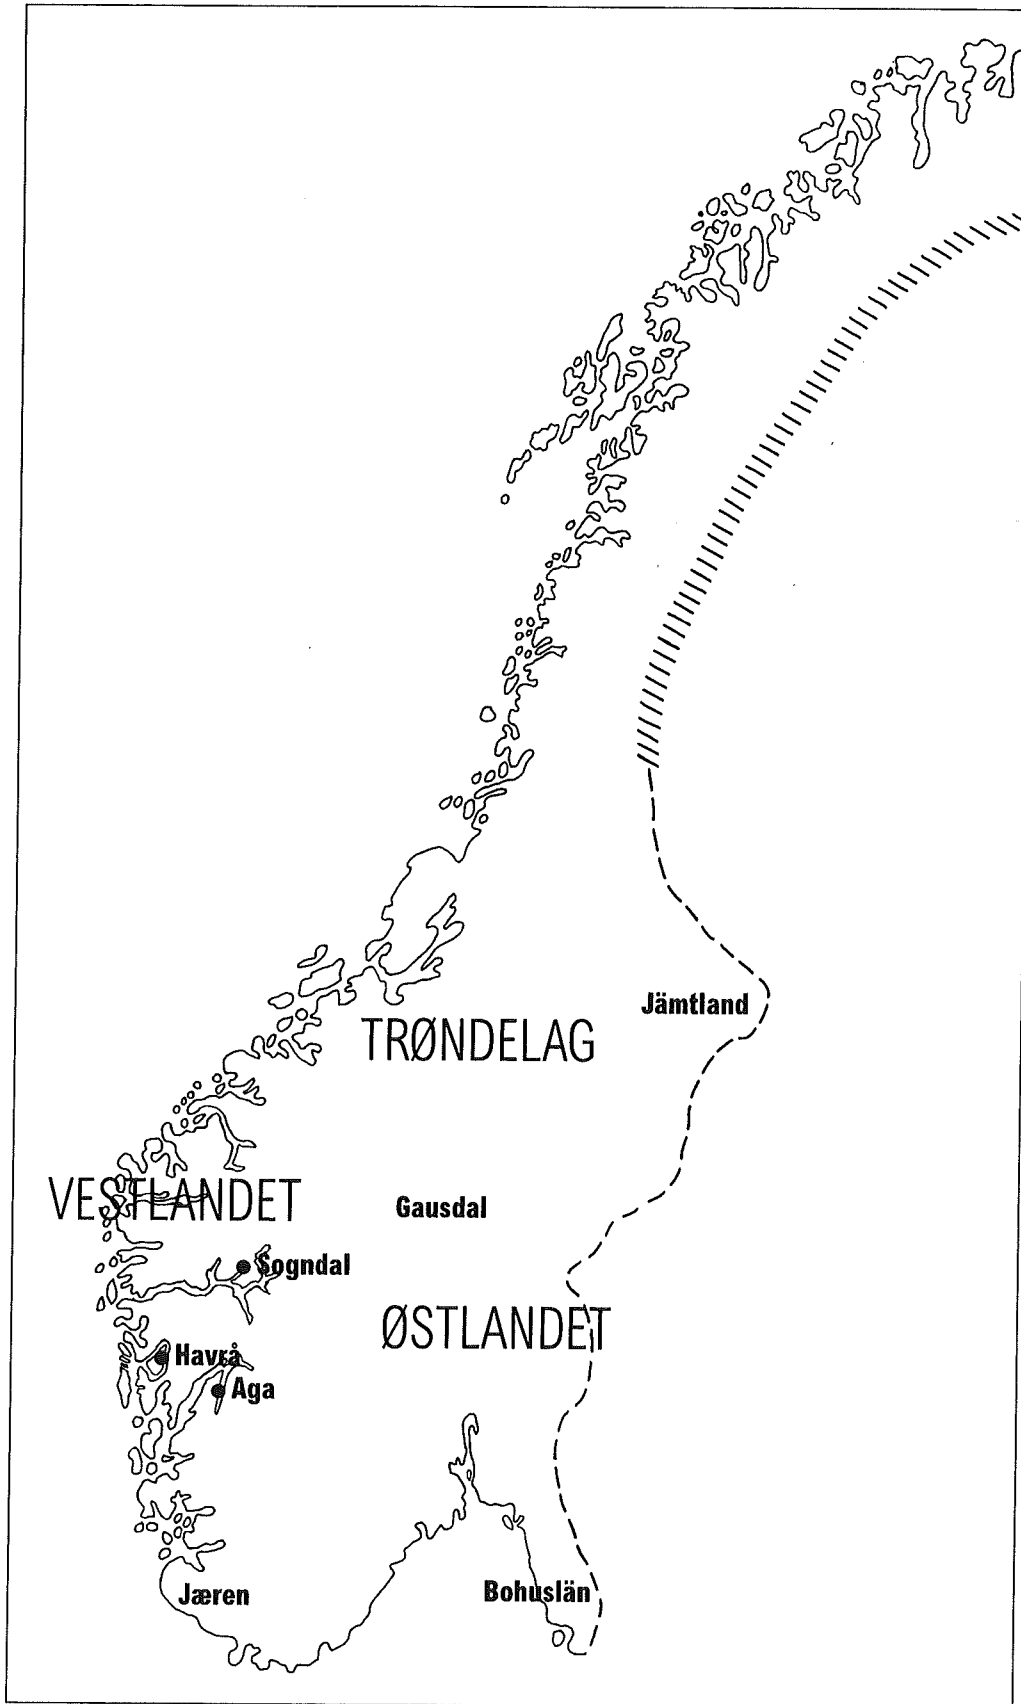 Jämtland
TRØNDELAG
VESTLANDET
Gausdal
Sogndal
ØSTLANDET
Havrå
Aga
Bohuslän
Jæren